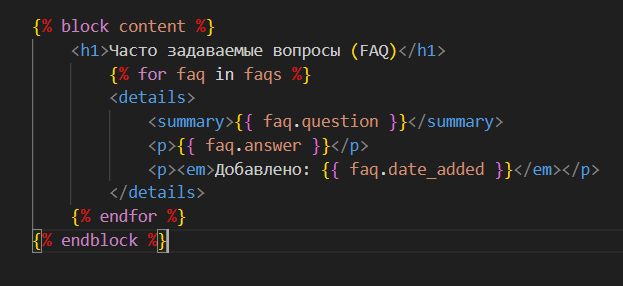 {% block content %}
<h1>Часто задаваемые вопросы (FAQ)</h1>
{% for faq in faqs %}
<details>
<summary>{{ faq.question }}</summary>
<p>{{ faq.answer }}</p>
<p><em>Добавлено: {{ faq.date_added }}</em></p>
</details>
{% endfor %}
{% endblock %}